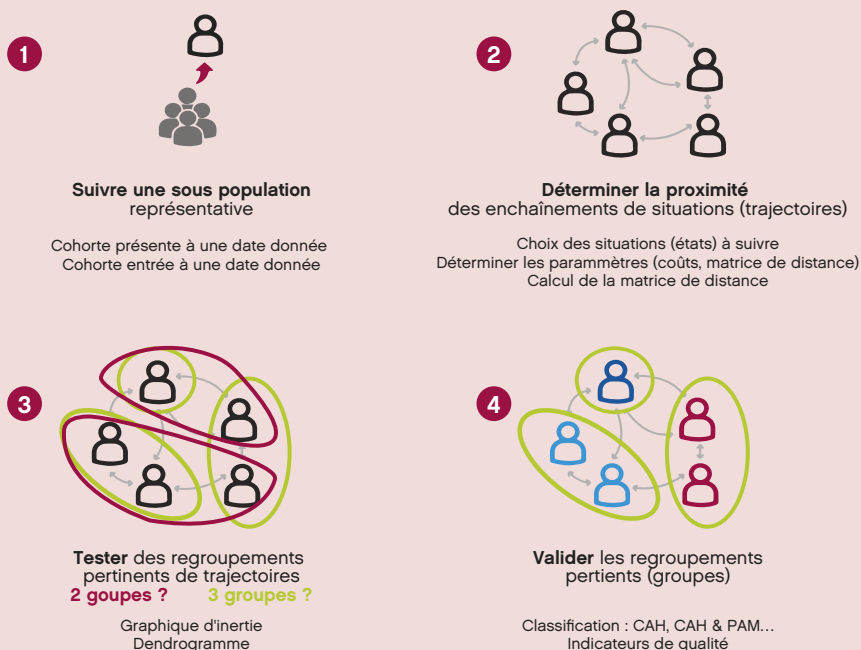 1
Suivre une sous population
représentative
Cohorte présente à une date donnée
Cohorte entrée à une date donnée
2
Déterminer la proximité
des enchaînements de situations (trajectoires)
Choix des situations (états) à suivre
Déterminer les parammètres (coûts, matrice de distance)
Calcul de la matrice de distance
3
Tester des regroupements
pertinents de trajectoires
2 goupes ? 3 groupes ?
Graphique d'inertie
Dendrogramme
4
Valider les regroupements
pertients (groupes)
Classification : CAH, CAH & PAM...
Indicateurs de qualité